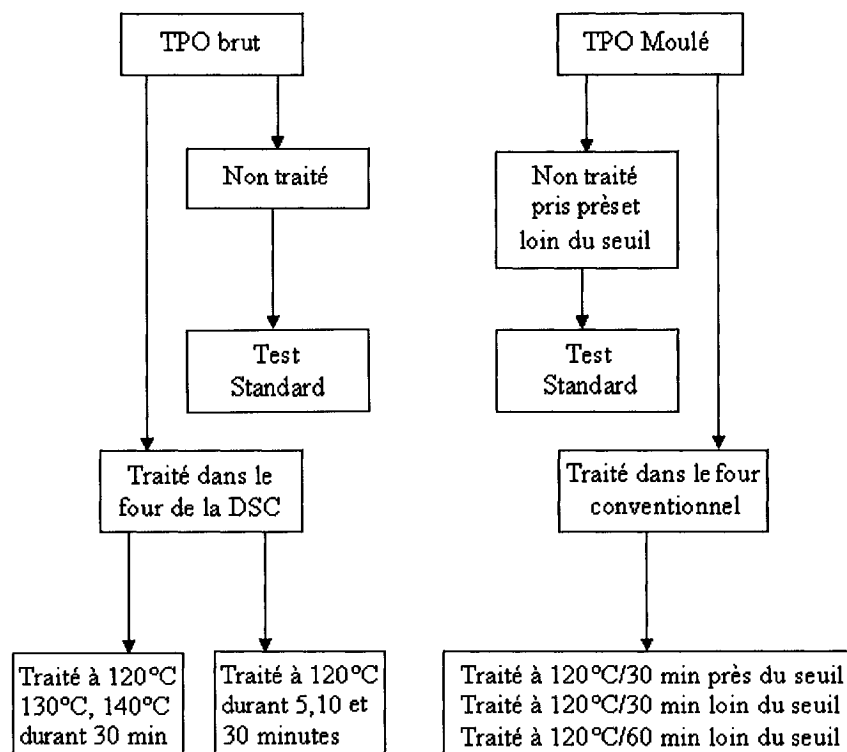 TPO brut
TPO Moulé
Non traité
Non traité
pris prèset
loin du seuil
Test
Standard
Test
Standard
Traité dans le
four de la DSC
Traité dans le four
conventionnel
Traité à 120°C
130°C, 140°C
durant 30 min
Traité à 120°C
durant 5,10 et
30 minutes
Traité à 120°C/30 min près du seuil
Traité à 120°C/30 min loin du seuil
Traité à 120°C/60 min loin du seuil